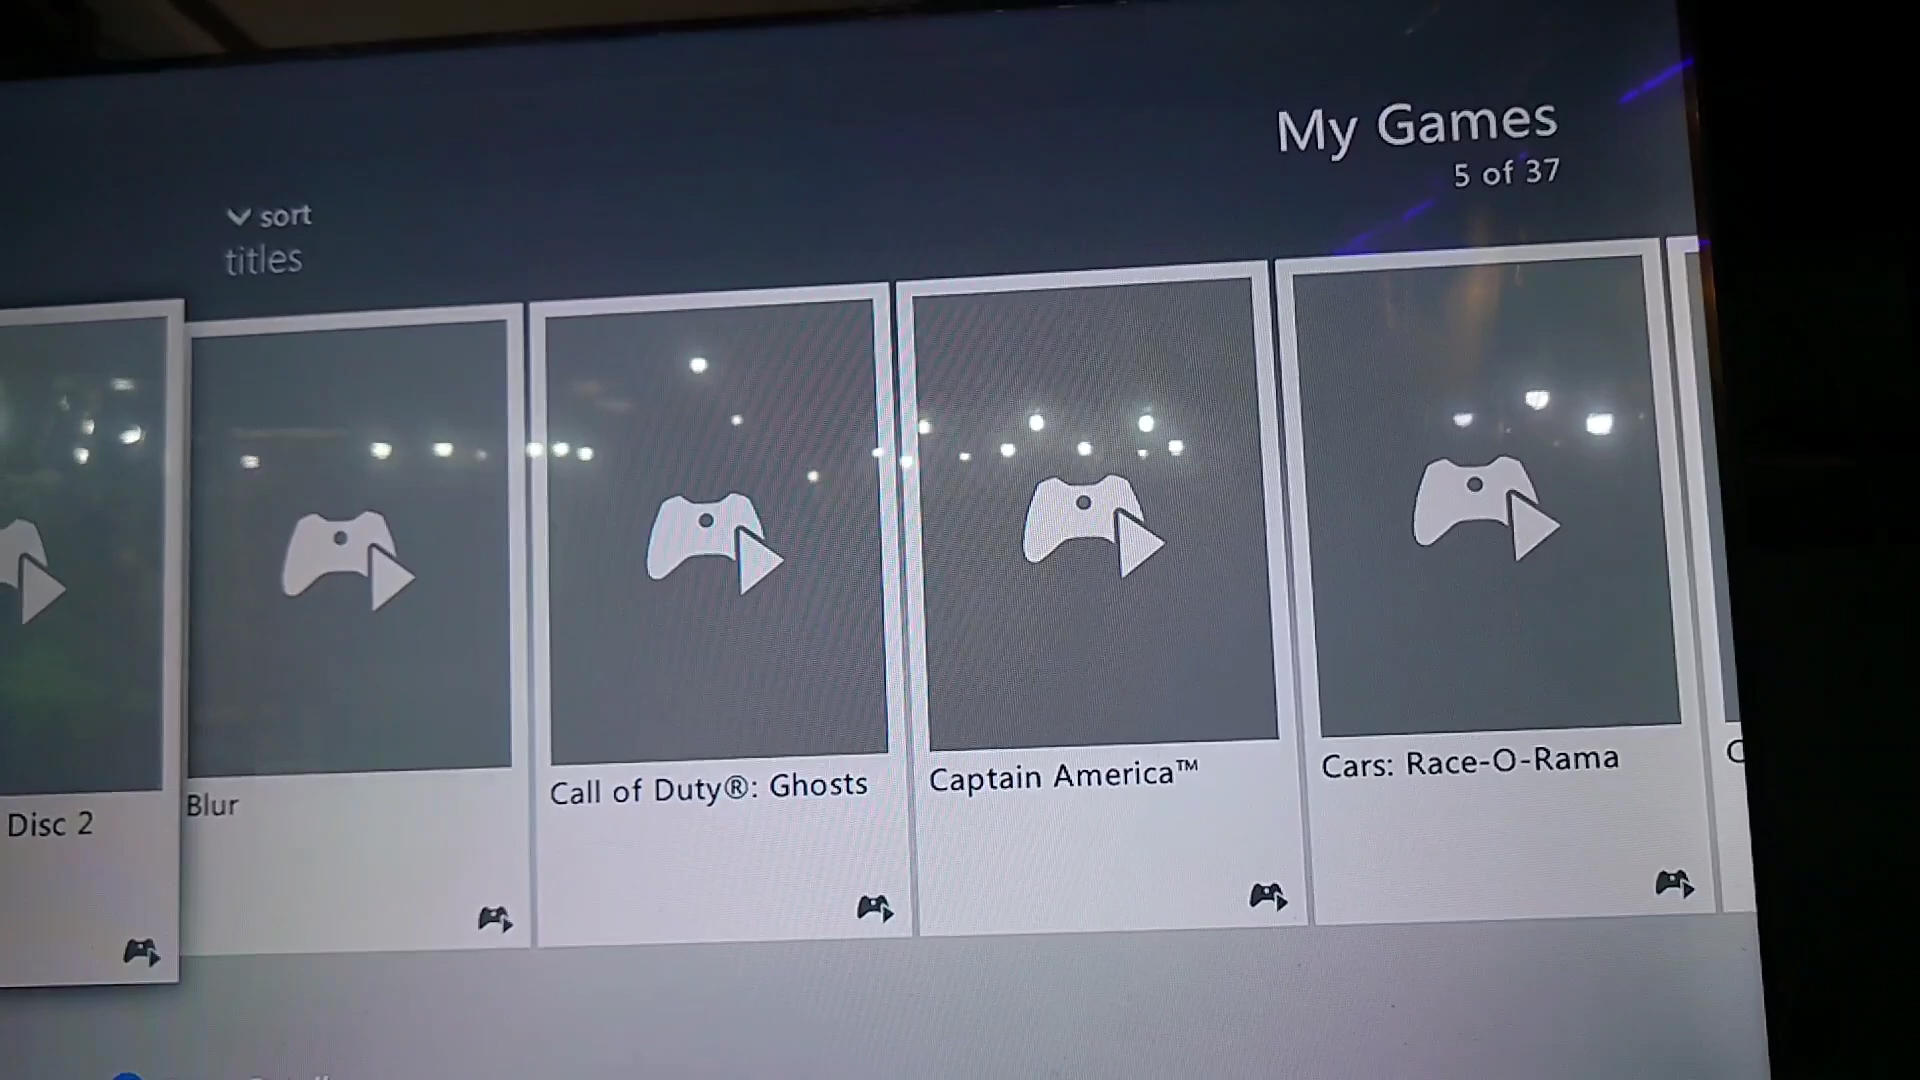 My Games
5 of 37
sort
titles
Disc 2
Blur
Call of Duty®: Ghosts
Captain America™
Cars: Race-O-Rama